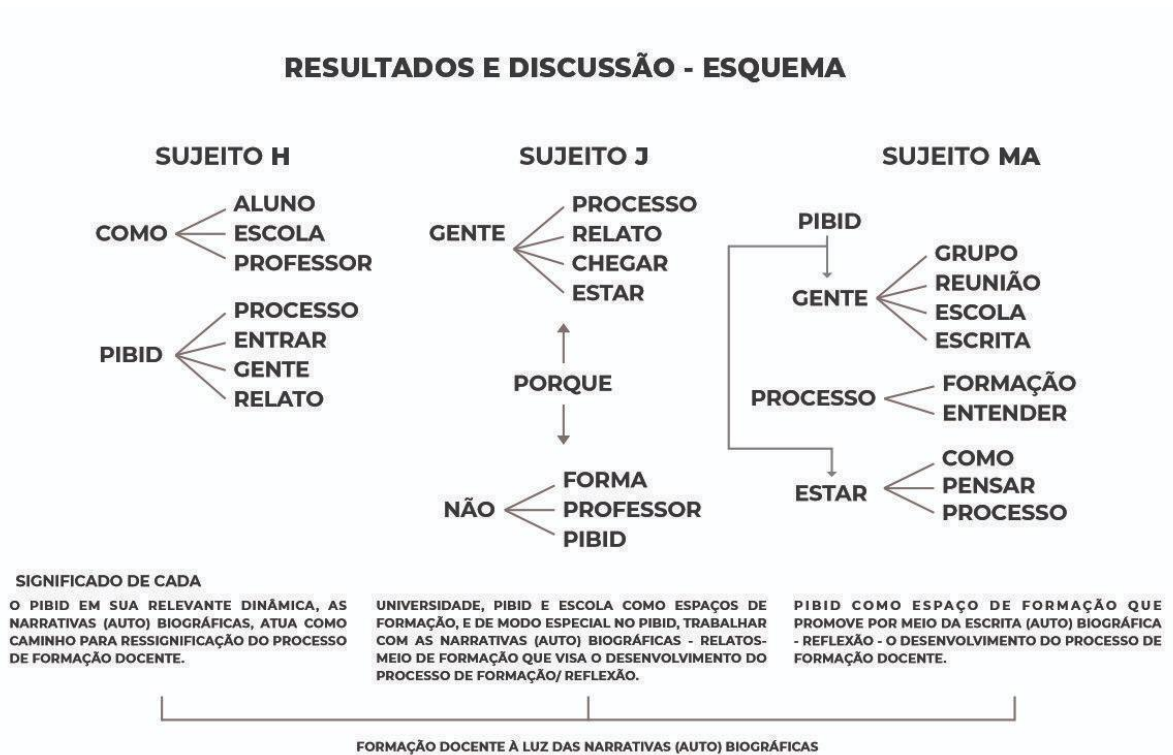 RESULTADOS E DISCUSSÃO - ESQUEMA
SUJEITO H
COMO
ALUNO
ESCOLA
PROFESSOR
PIBID
PROCESSO
ENTRAR
GENTE
RELATO
SUJEITO J
GENTE
PROCESSO
RELATO
CHEGAR
ESTAR
PORQUE
NÃO
FORMA
PROFESSOR
PIBID
SUJEITO MA
PIBID
GENTE
GRUPO
REUNIÃO
ESCOLA
ESCRITA
PROCESSO
FORMAÇÃO
ENTENDER
ESTAR
COMO
PENSAR
PROCESSO
SIGNIFICADO DE CADA
O PIBID EM SUA RELEVANTE DINÂMICA, AS
NARRATIVAS (AUTO) BIOGRÁFICAS, ATUA COMO
CAMINHO PARA RESSIGNIFICAÇÃO DO PROCESSO
DE FORMAÇÃO DOCENTE.
UNIVERSIDADE, PIBID E ESCOLA COMO ESPAÇOS DE
FORMAÇÃO, E DE MODO ESPECIAL NO PIBID, TRABALHAR
COM AS NARRATIVAS (AUTO) BIOGRÁFICAS - RELATOS-
MEIO DE FORMAÇÃO QUE VISA O DESENVOLVIMENTO DO
PROCESSO DE FORMAÇÃO/ REFLEXÃO.
PIBID COMO ESPAÇO DE FORMAÇÃO QUE
PROMOVE POR MEIO DA ESCRITA (AUTO) BIOGRÁFICA
- REFLEXÃO - O DESENVOLVIMENTO DO PROCESSO DE
FORMAÇÃO DOCENTE.
FORMAÇÃO DOCENTE À LUZ DAS NARRATIVAS (AUTO) BIOGRÁFICAS